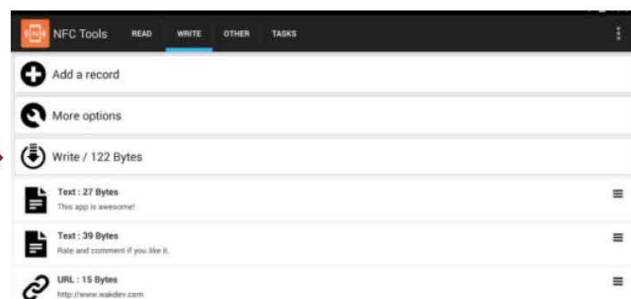 NFC Tools READ WRITE OTHER TASKS
Add a record
More options
Write / 122 Bytes
Text : 27 Bytes
This app is awesome!
Text : 39 Bytes
Rate and comment if you like it.
URL : 15 Bytes
http://www.wakdev.com